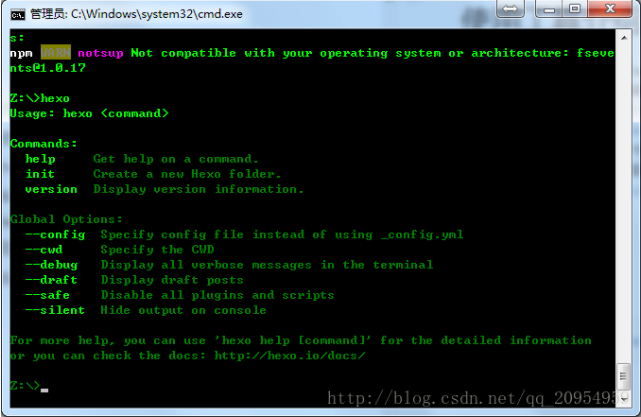 管理员: C:\Windows\system32\cmd.exe
s:
npm WARN notsup Not compatible with your operating system or architecture: fseve
nts@1.0.17
Z:\>hexo
Usage: hexo <command>
Commands:
help Get help on a command.
init Create a new Hexo folder.
version Display version information.
Global Options:
--config Specify config file instead of using _config.yml
--cwd Specify the CWD
--debug Display all verbose messages in the terminal
--draft Display draft posts
--safe Disable all plugins and scripts
--silent Hide output on console
For more help, you can use 'hexo help [command]' for the detailed information
or you can check the docs: http://hexo.io/docs/
Z:\>_
http://blog.csdn.net/qq_20954959